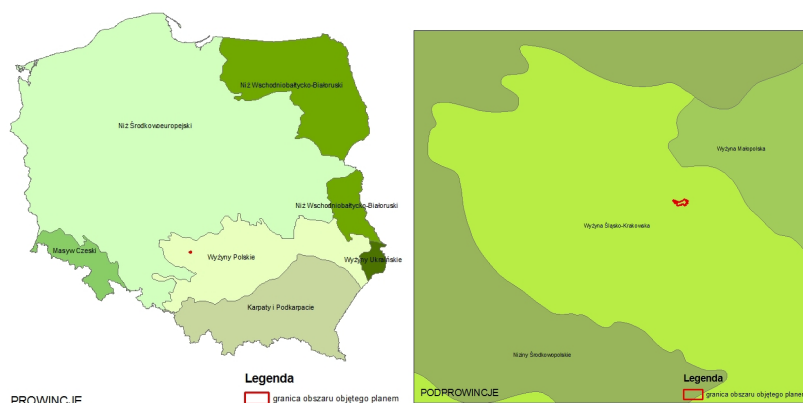 Niż Wschodniobałtycko-Białoruski
Niż Środkowoeuropejski
Niż Wschodniobałtycko-Białoruski
Masyw Czeski
Wyżyny Polskie
Wyżyny Ukraińskie
Karpaty i Podkarpacie
Legenda
granica obszaru objętego planem
PROWINCJE
Wyżyna Małopolska
Wyżyna Śląsko-Krakowska
Niziny Środkowopolskie
Legenda
granica obszaru objętego planem
PODPROWINCJE